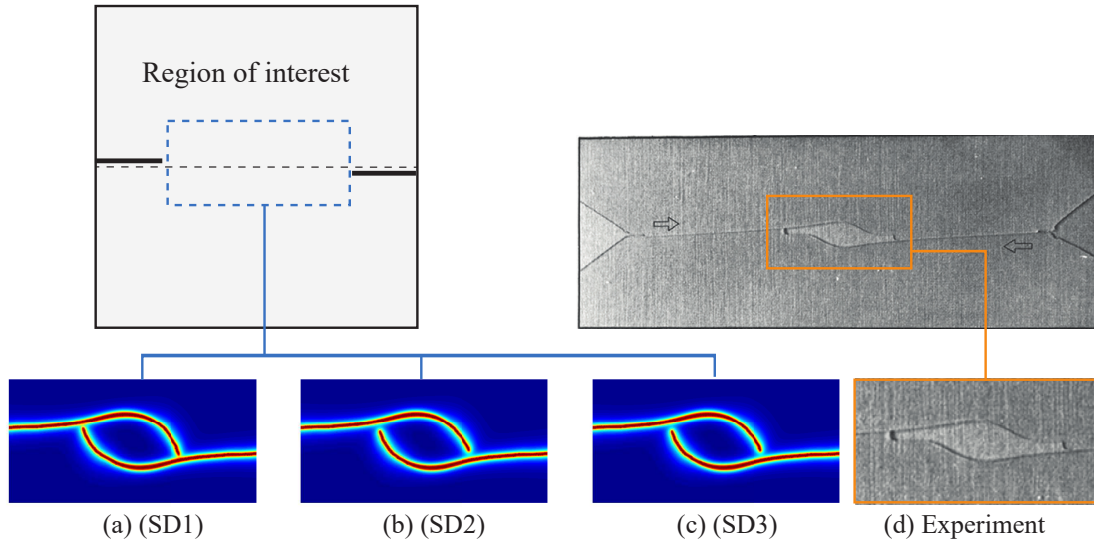 Region of interest
(a) (SD1)
(b) (SD2)
(c) (SD3)
(d) Experiment